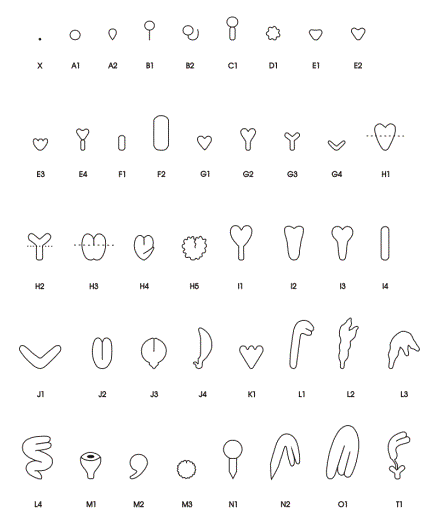 X A1 A2 B1 B2 C1 D1 E1 E2
E3 E4 F1 F2 G1 G2 G3 G4 H1
H2 H3 H4 H5 I1 I2 I3 I4
J1 J2 J3 J4 K1 L1 L2 L3
L4 M1 M2 M3 N1 N2 O1 T1